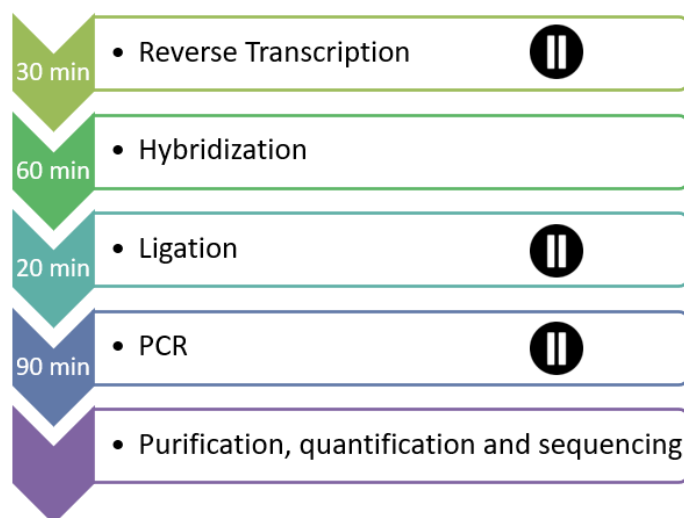 30 min
• Reverse Transcription
60 min
• Hybridization
20 min
• Ligation
90 min
• PCR
• Purification, quantification and sequencing